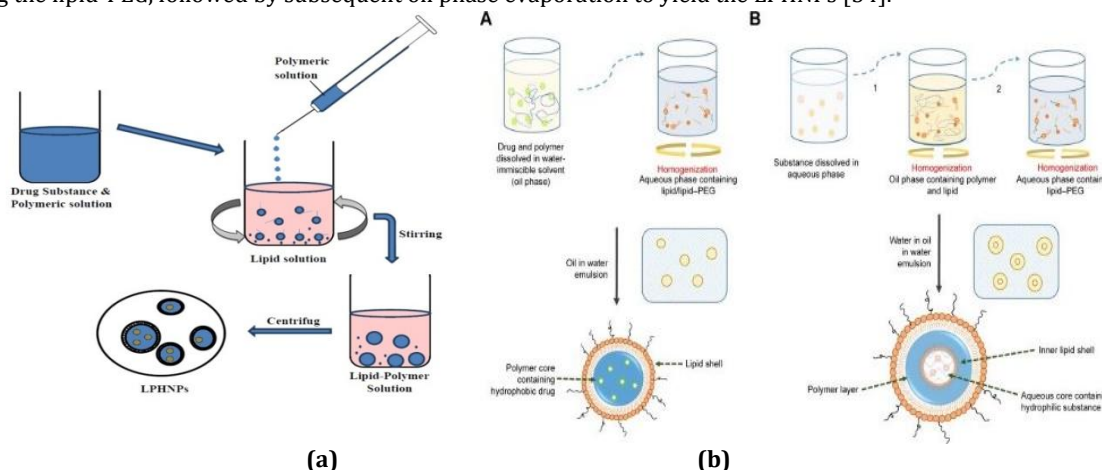 g the lipid-PEG, followed by subsequent oil phase evaporation to yield the LPHNPs [34].
Polymeric
solution
Drug Substance &
Polymeric solution
Lipid solution
Stirring
Centrifug
LPHNPs
Lipid-Polymer
Solution
(a)
A
Drug and polymer
dissolved in water-
immiscible solvent
(oil phase)
Homogenization
Aqueous phase containing
lipid/lipid–PEG
Oil in water
emulsion
Polymer core
containing
hydrophobic drug
Lipid shell
B
1
2
Substance dissolved in
aqueous phase
Homogenization
Oil phase containing polymer
and lipid
Homogenization
Aqueous phase contain
lipid–PEG
Water in oil
in water
emulsion
Polymer layer
Inner lipid shell
Aqueous core contain
hydrophilic substance
(b)